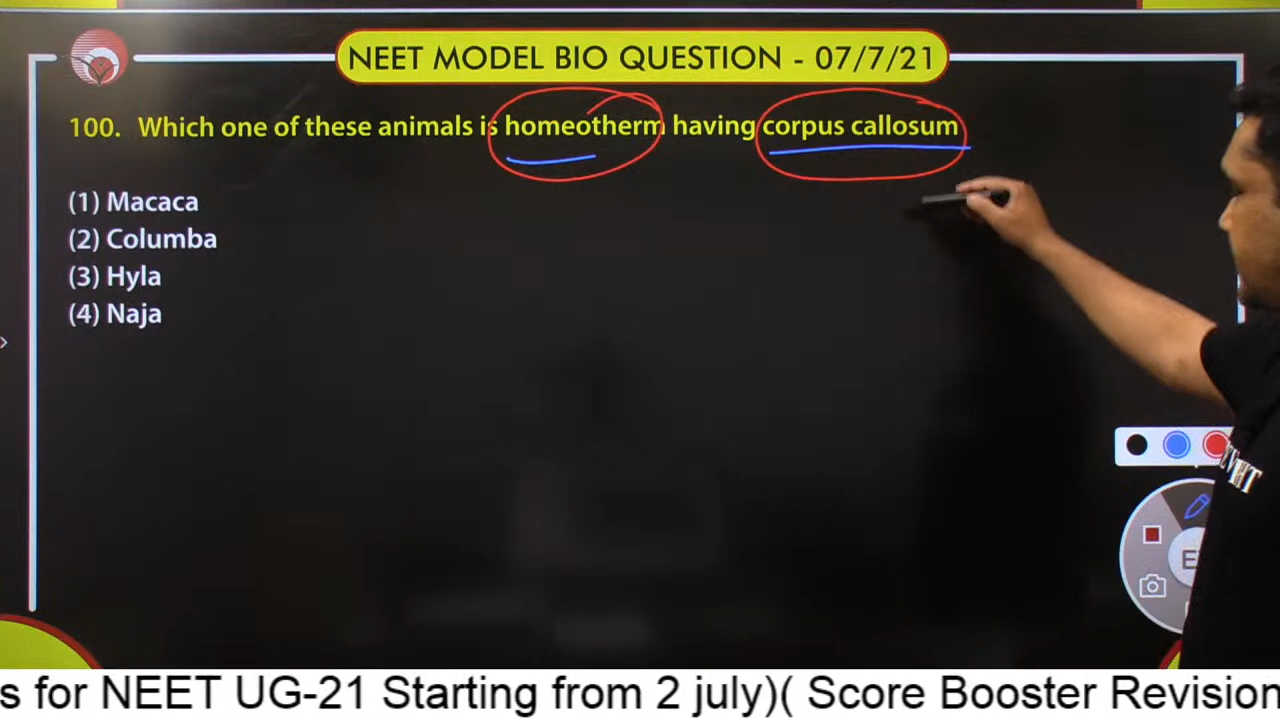 NEET MODEL BIO QUESTION - 07/7/21
100. Which one of these animals is homeotherm having corpus callosum
(1) Macaca
(2) Columba
(3) Hyla
(4) Naja
s for NEET UG-21 Starting from 2 july)( Score Booster Revision